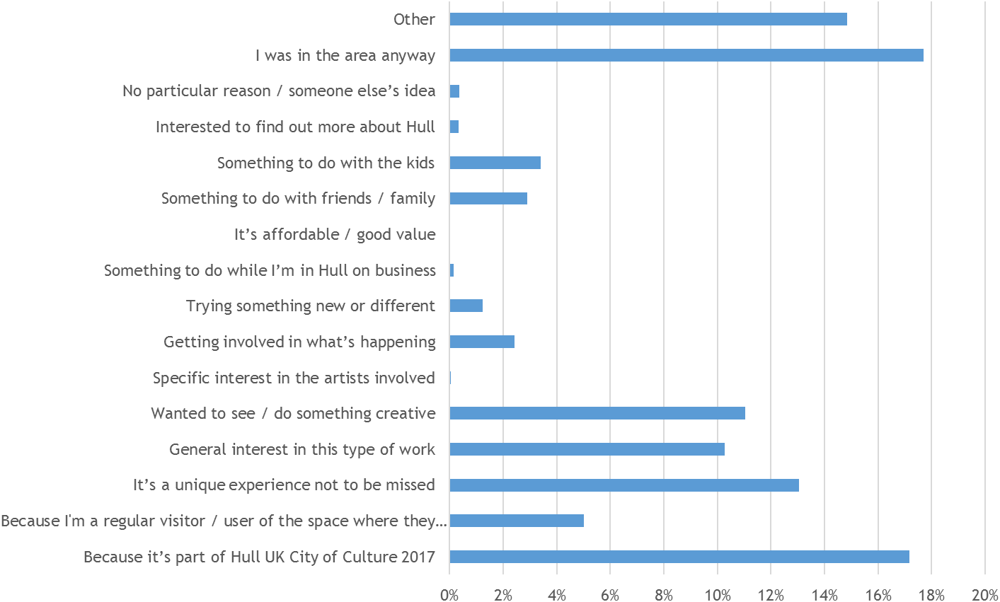 Other
I was in the area anyway
No particular reason / someone else’s idea
Interested to find out more about Hull
Something to do with the kids
Something to do with friends / family
It’s affordable / good value
Something to do while I’m in Hull on business
Trying something new or different
Getting involved in what’s happening
Specific interest in the artists involved
Wanted to see / do something creative
General interest in this type of work
It’s a unique experience not to be missed
Because I'm a regular visitor / user of the space where they…
Because it’s part of Hull UK City of Culture 2017
0% 2% 4% 6% 8% 10% 12% 14% 16% 18% 20%